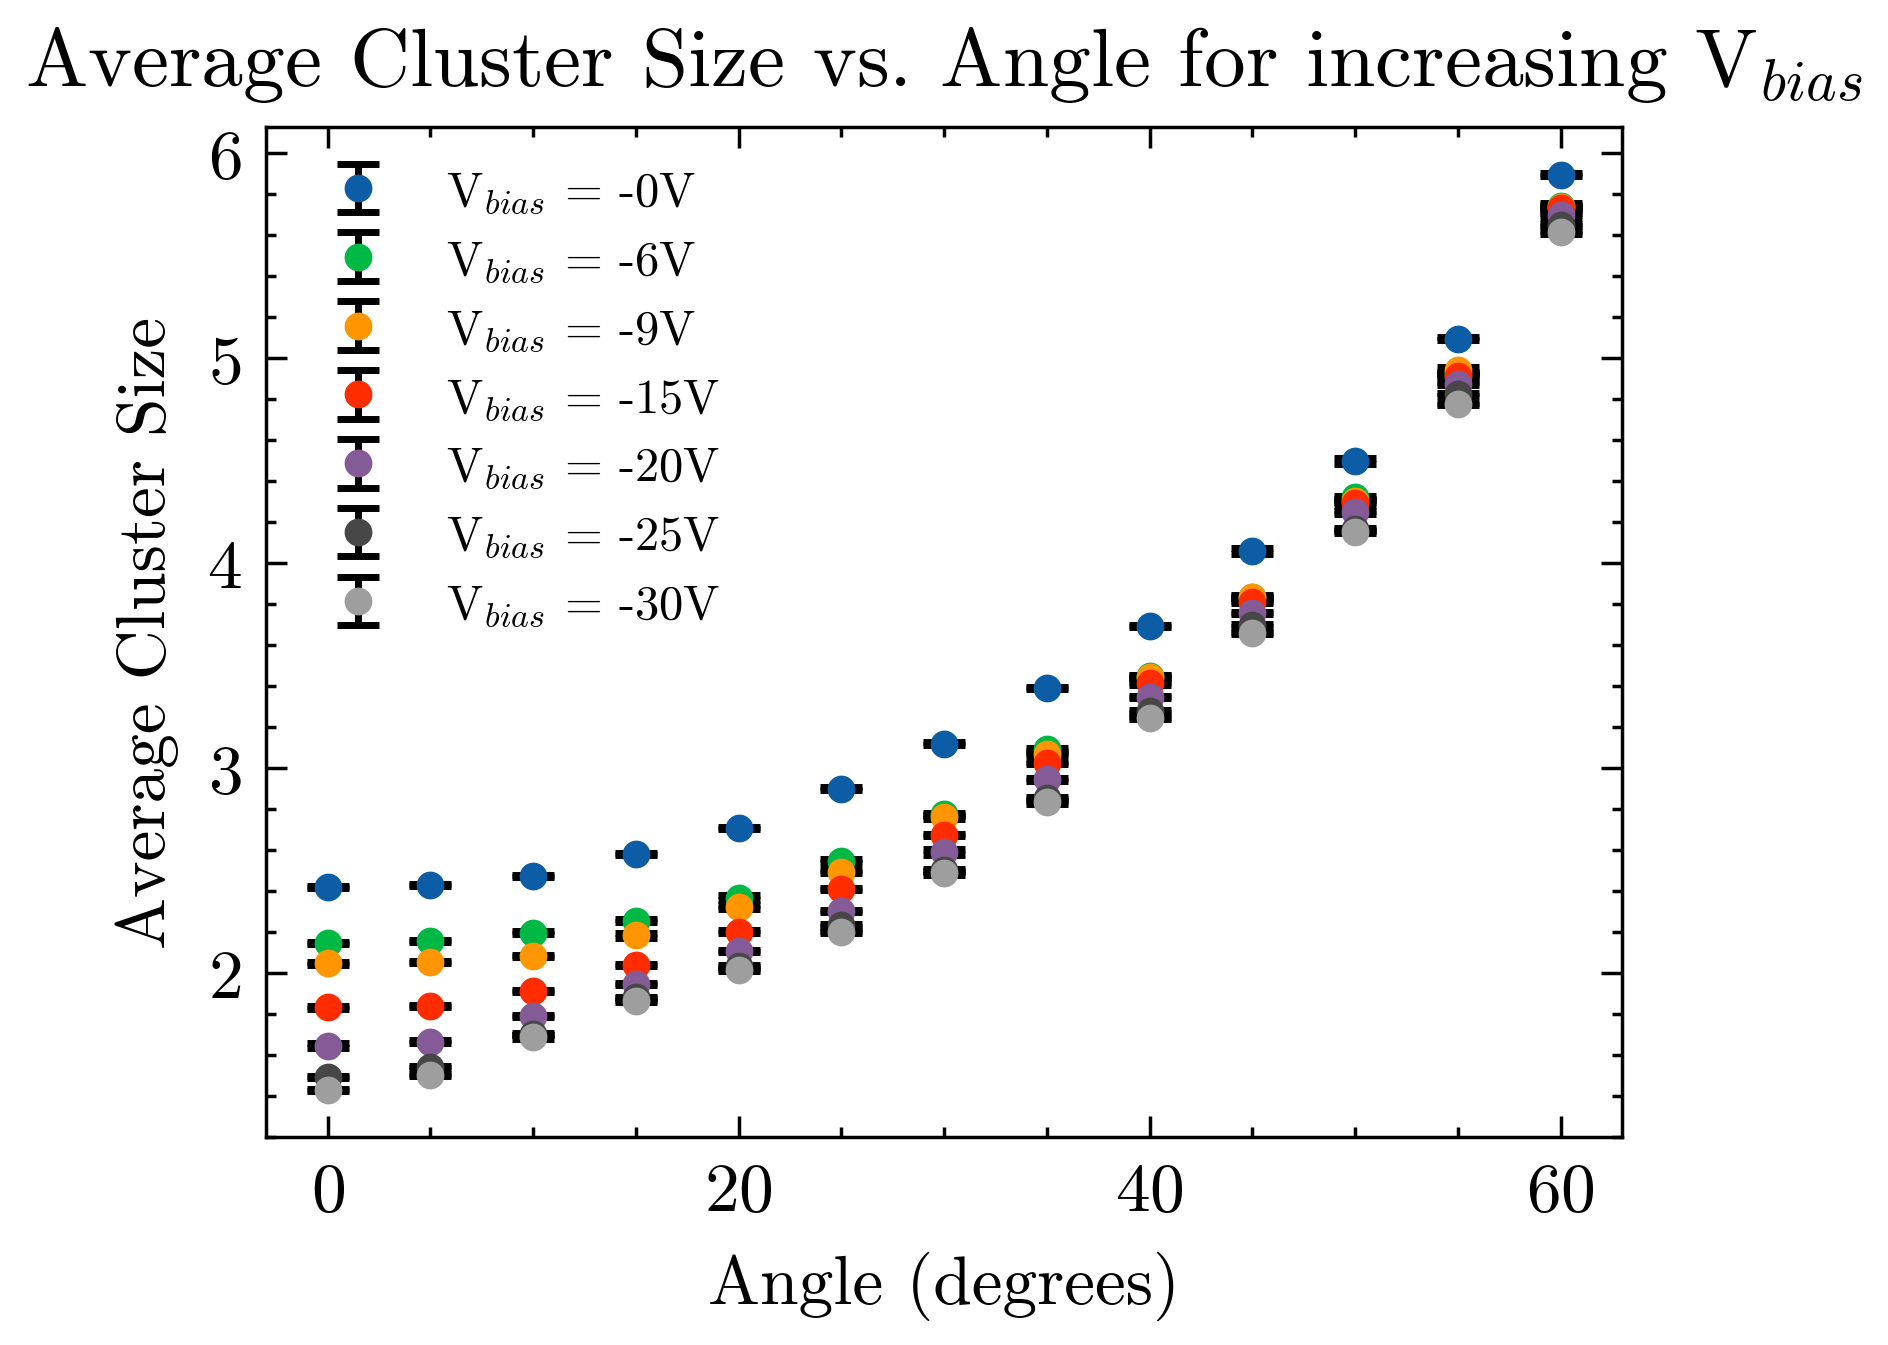 Average Cluster Size vs. Angle for increasing V_bias
6
5
4
3
2
Average Cluster Size
V_bias = -0V
V_bias = -6V
V_bias = -9V
V_bias = -15V
V_bias = -20V
V_bias = -25V
V_bias = -30V
0 20 40 60
Angle (degrees)